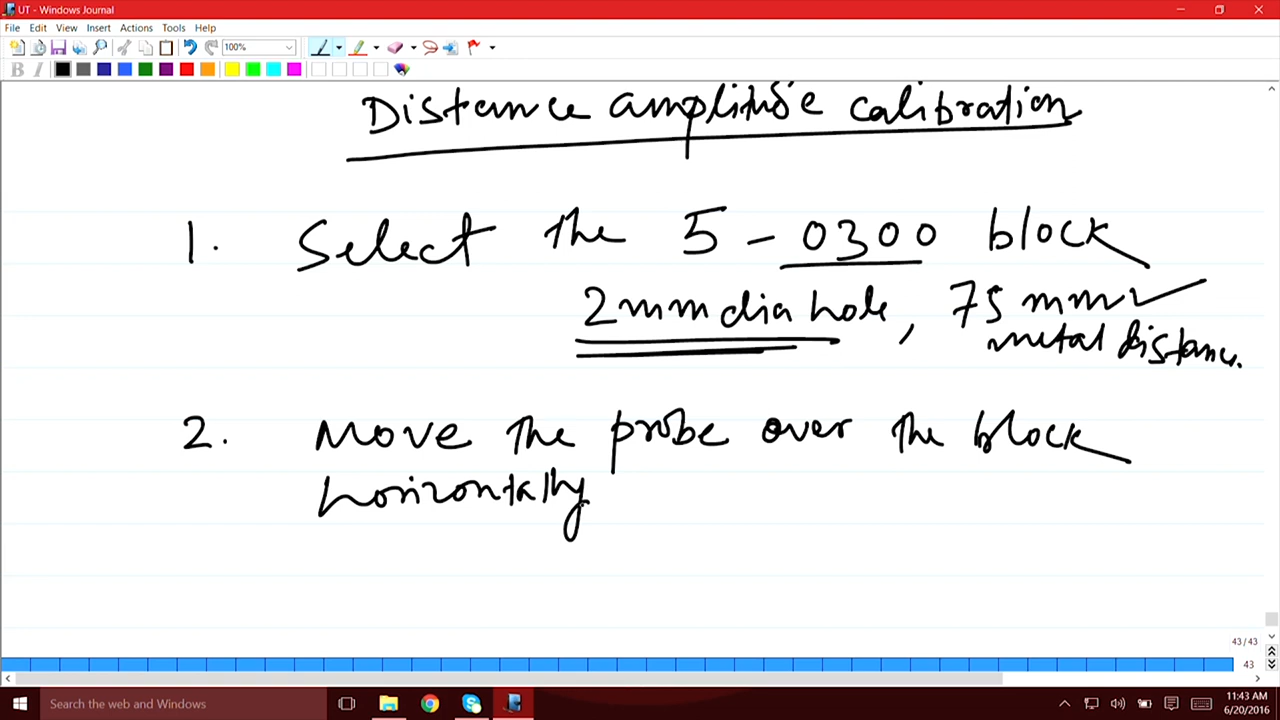 UT - Windows Journal
File Edit View Insert Actions Tools Help
100%
B I
Distance amplitude calibration
1. Select the 5 - 0300 block
2mm dia hole, 75 mm
metal distance.
2. Move the probe over the block
horizontally
43/43
43
Search the web and Windows
11:43 AM
6/20/2016